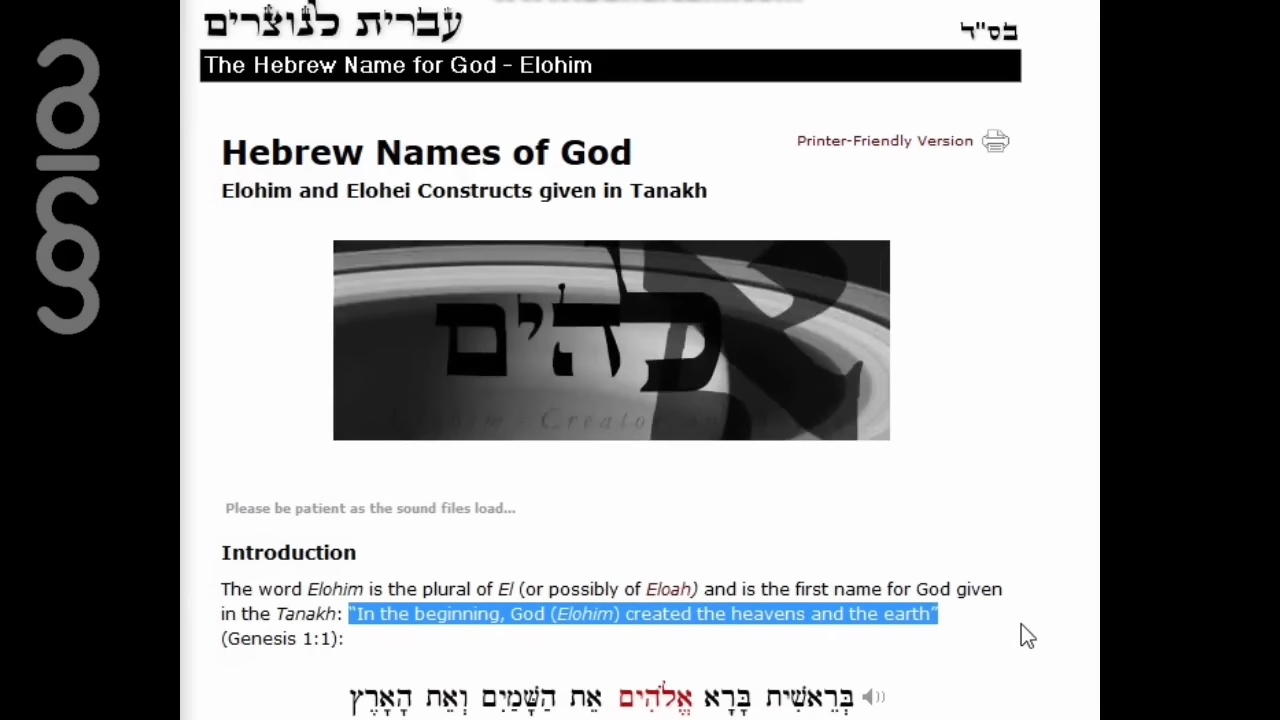 עברית לנוצרים
בס"ד
The Hebrew Name for God - Elohim
Hebrew Names of God
Printer-Friendly Version
Elohim and Elohei Constructs given in Tanakh
Please be patient as the sound files load...
Introduction
The word Elohim is the plural of El (or possibly of Eloah) and is the first name for God given
in the Tanakh: “In the beginning, God (Elohim) created the heavens and the earth”
(Genesis 1:1):
בְּרֵאשִׁית בָּרָא אֱלֹהִים אֵת הַשָּׁמַיִם וְאֵת הָאָרֶץ